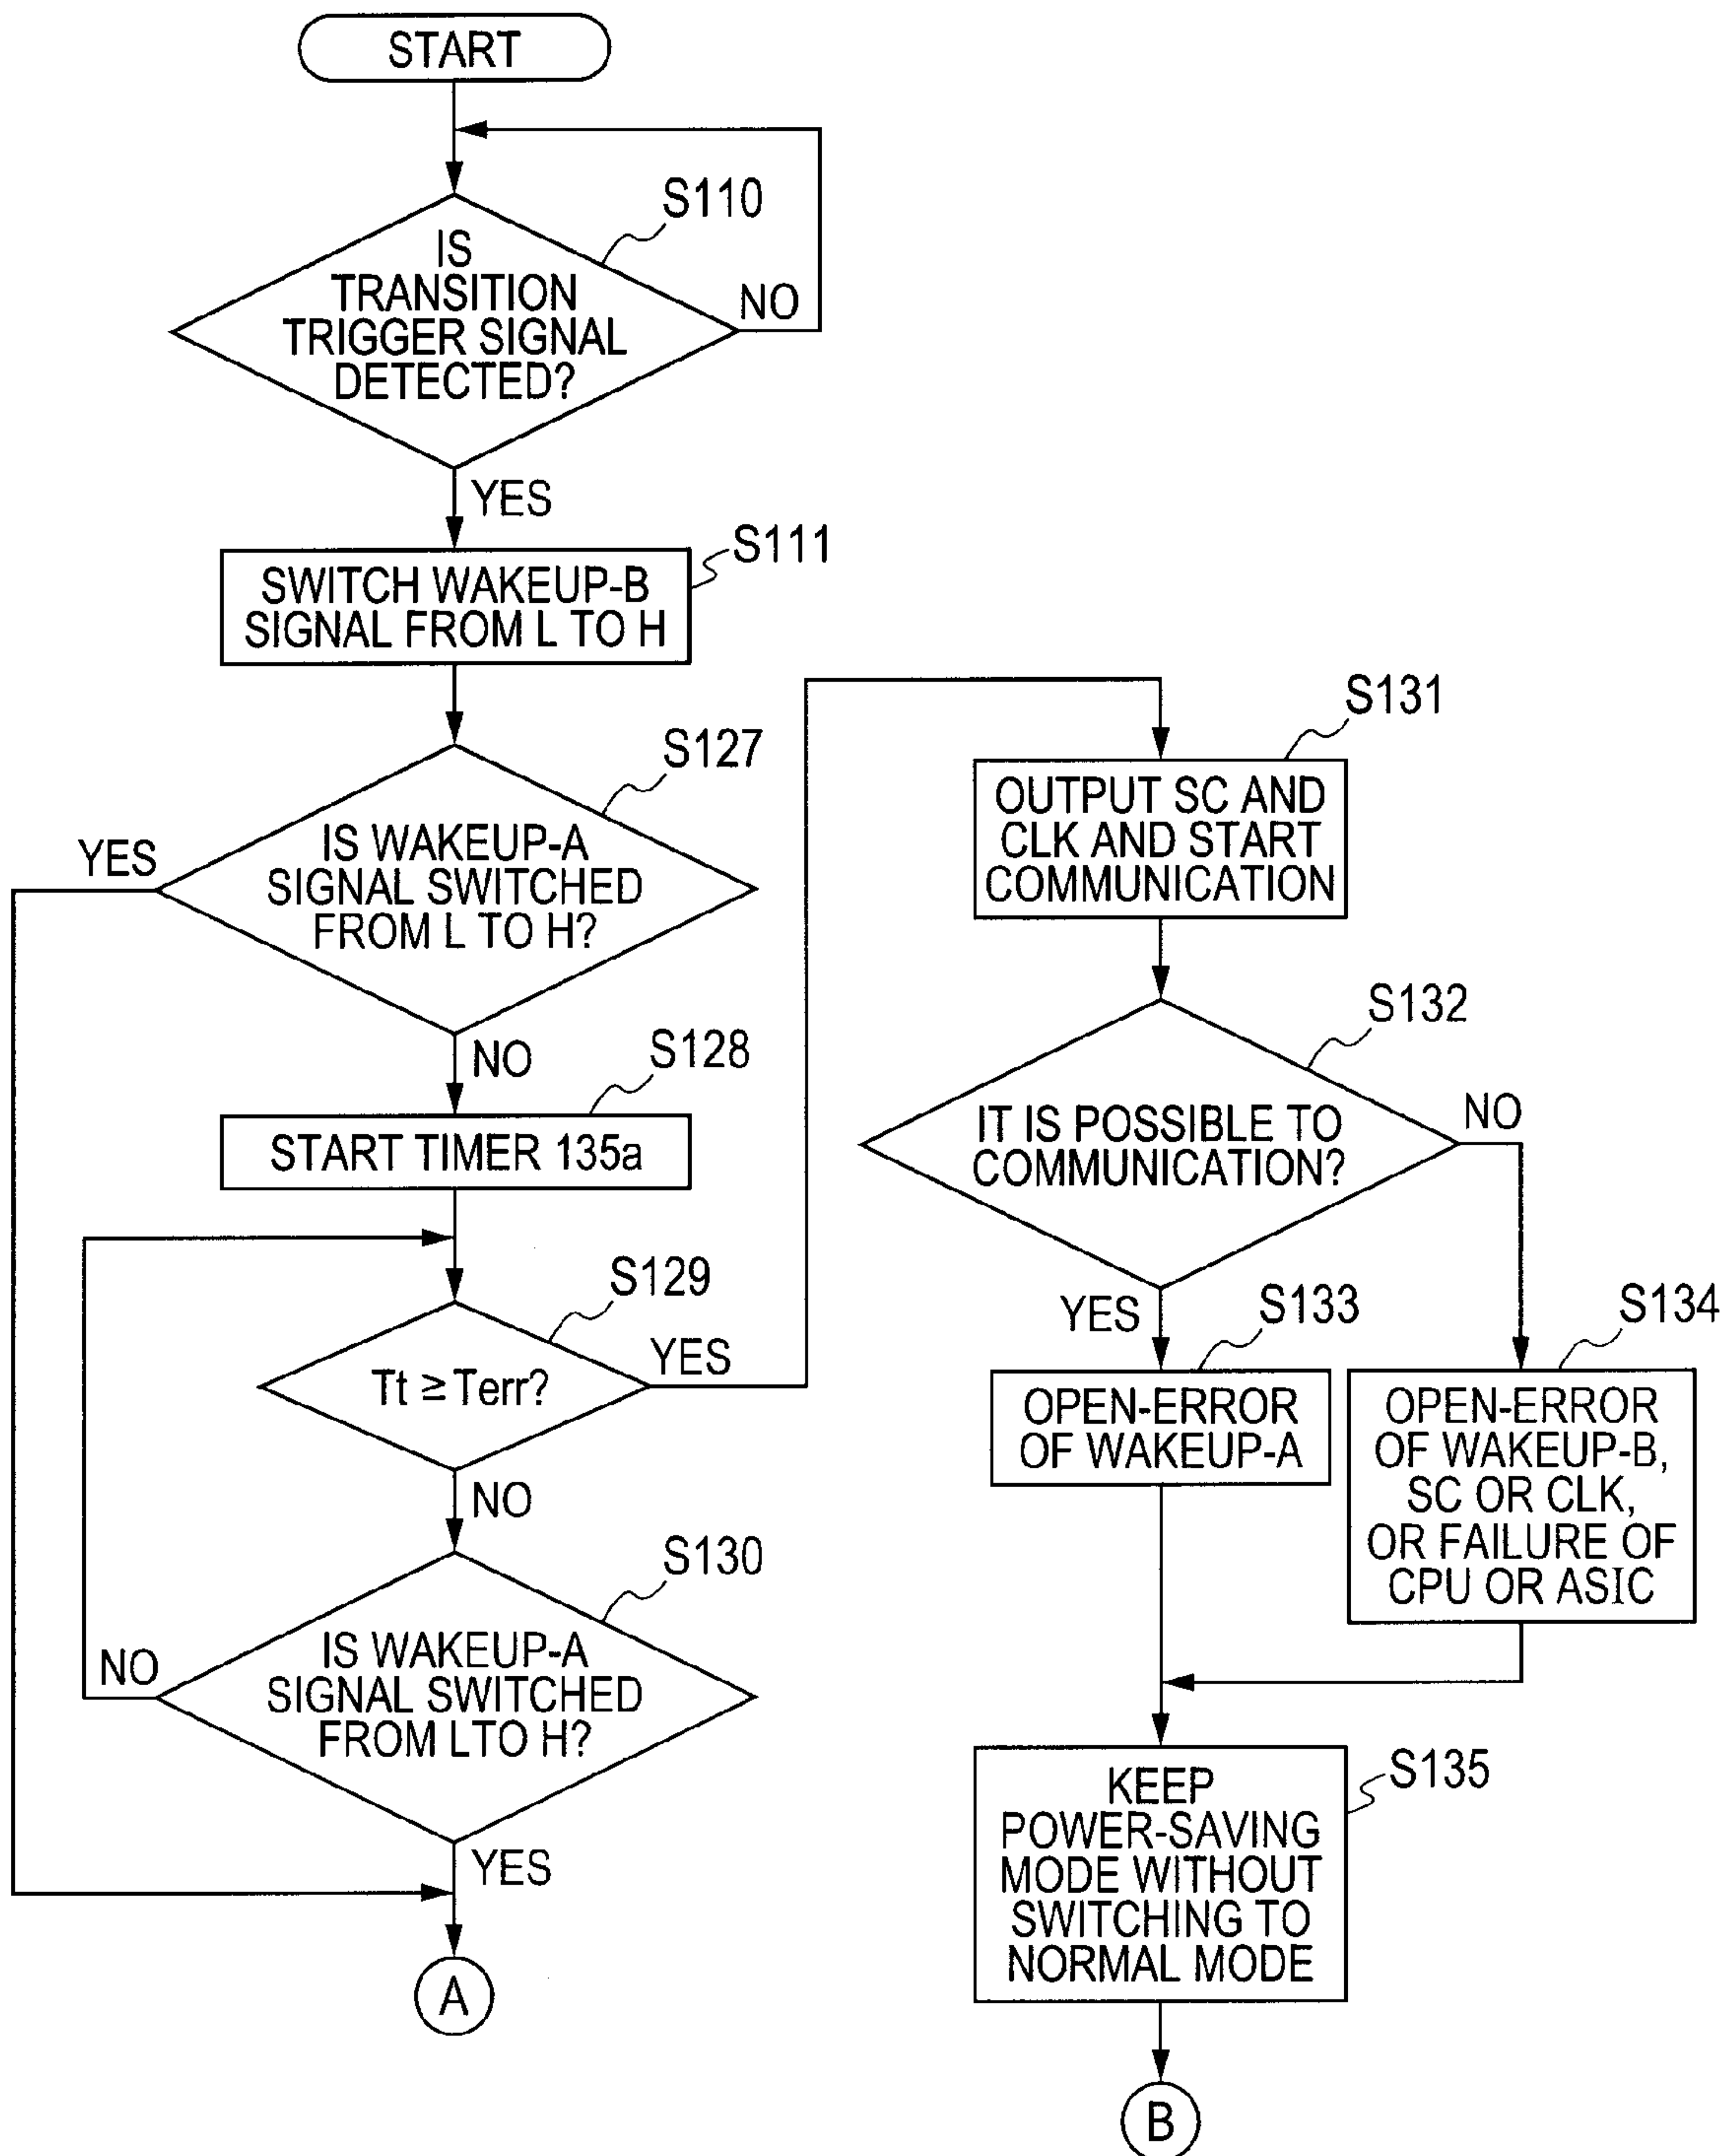 START
S110
IS
TRANSITION
TRIGGER SIGNAL
DETECTED?
NO
YES
S111
SWITCH WAKEUP-B
SIGNAL FROM L TO H
S127
IS WAKEUP-A
SIGNAL SWITCHED
FROM L TO H?
YES
NO
S128
START TIMER 135a
S129
Tt ≥ Terr?
YES
NO
S130
IS WAKEUP-A
SIGNAL SWITCHED
FROM LTO H?
NO
YES
A
S131
OUTPUT SC AND
CLK AND START
COMMUNICATION
S132
IT IS POSSIBLE TO
COMMUNICATION?
NO
YES
S133
OPEN-ERROR
OF WAKEUP-A
S134
OPEN-ERROR
OF WAKEUP-B,
SC OR CLK,
OR FAILURE OF
CPU OR ASIC
S135
KEEP
POWER-SAVING
MODE WITHOUT
SWITCHING TO
NORMAL MODE
B